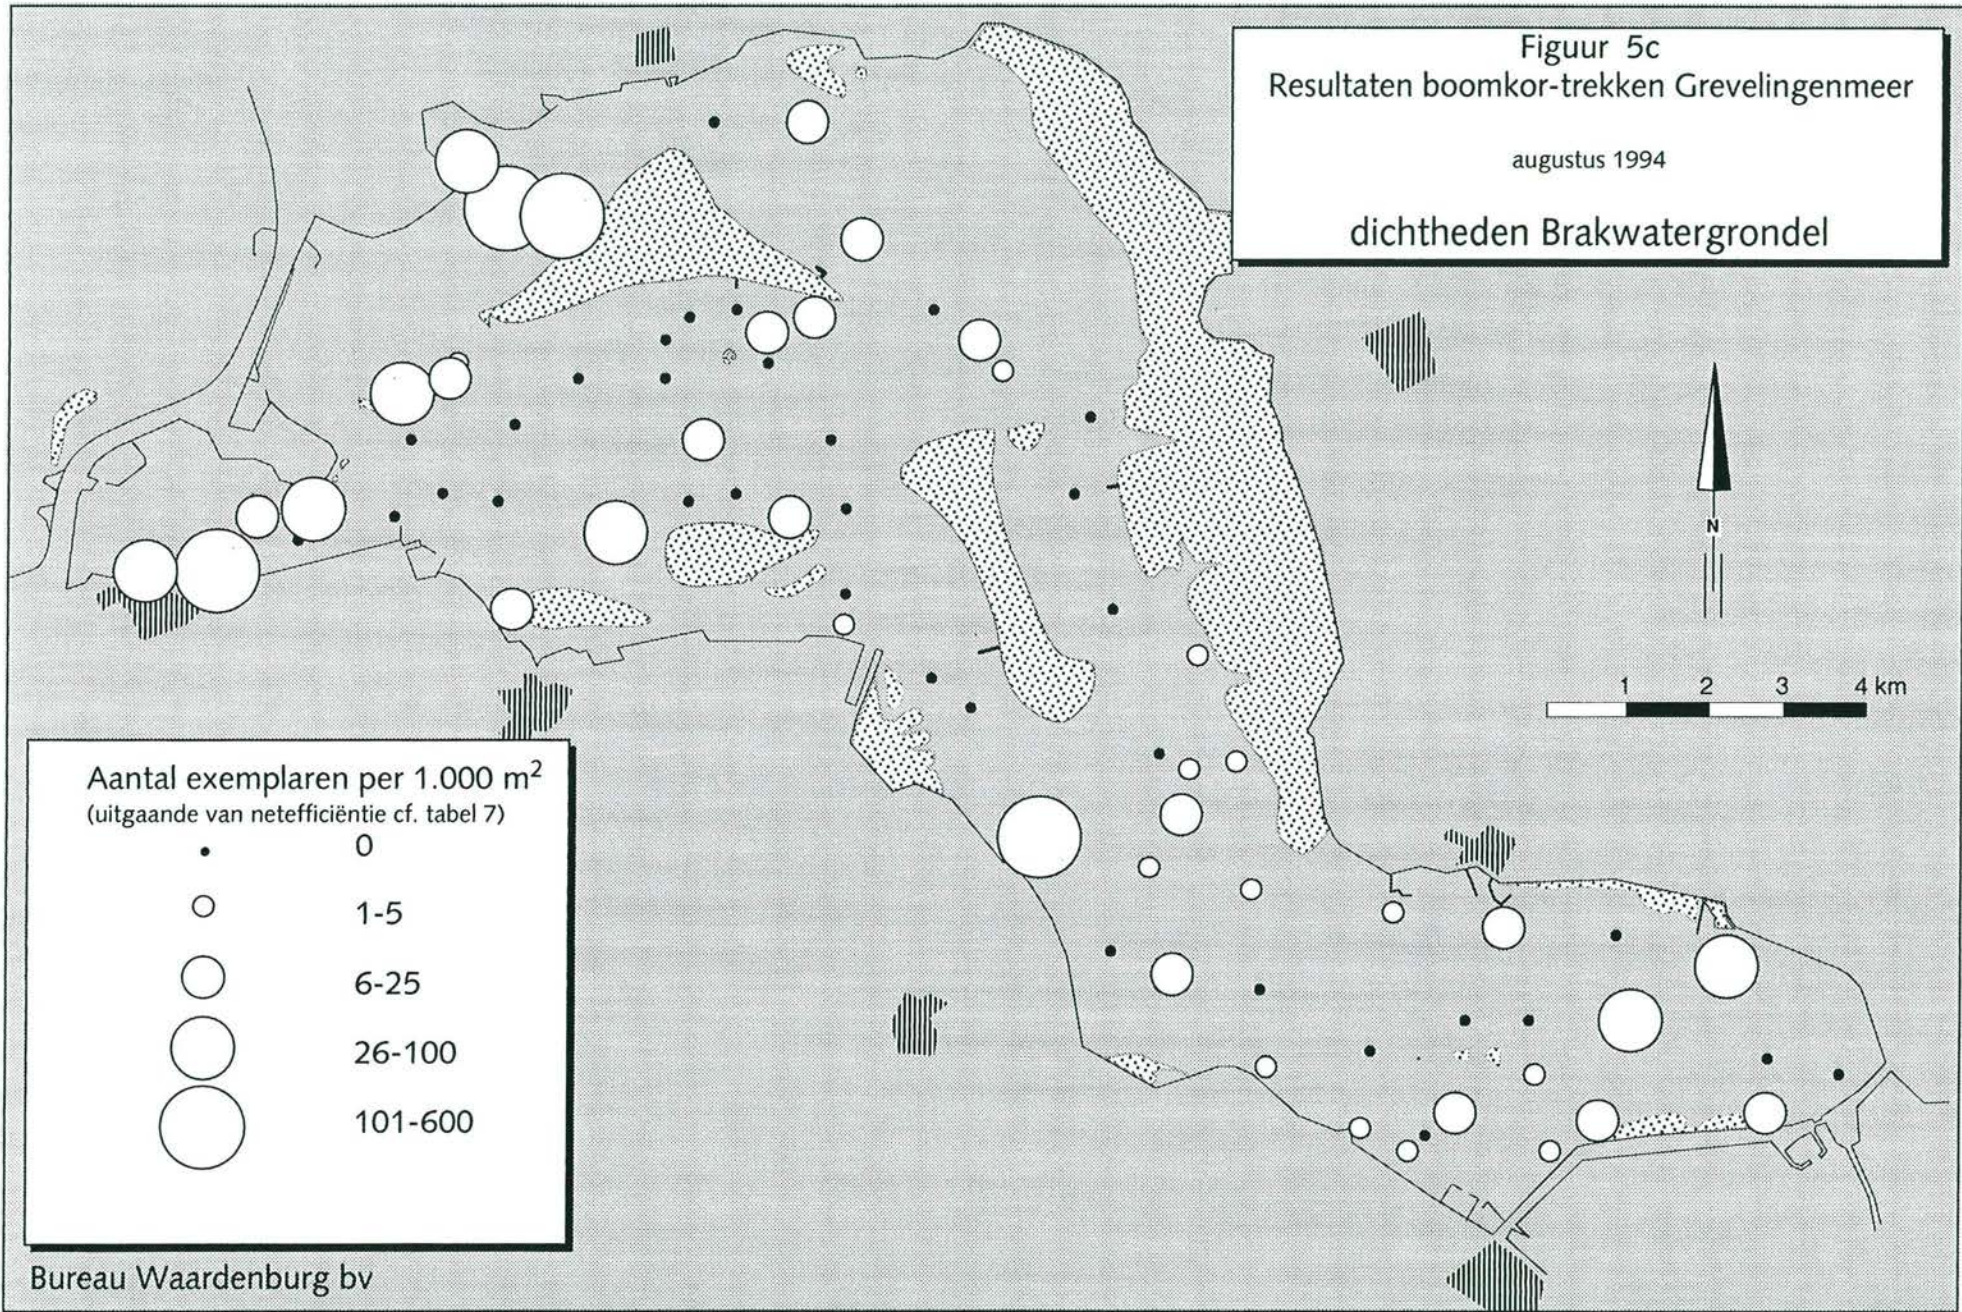 Figuur 5c
Resultaten boomkor-trekken Grevelingenmeer
augustus 1994
dichtheden Brakwatergrondel
N
1 2 3 4 km
Aantal exemplaren per 1.000 m²
(uitgaande van netefficiëntie cf. tabel 7)
0
1-5
6-25
26-100
101-600
Bureau Waardenburg bv